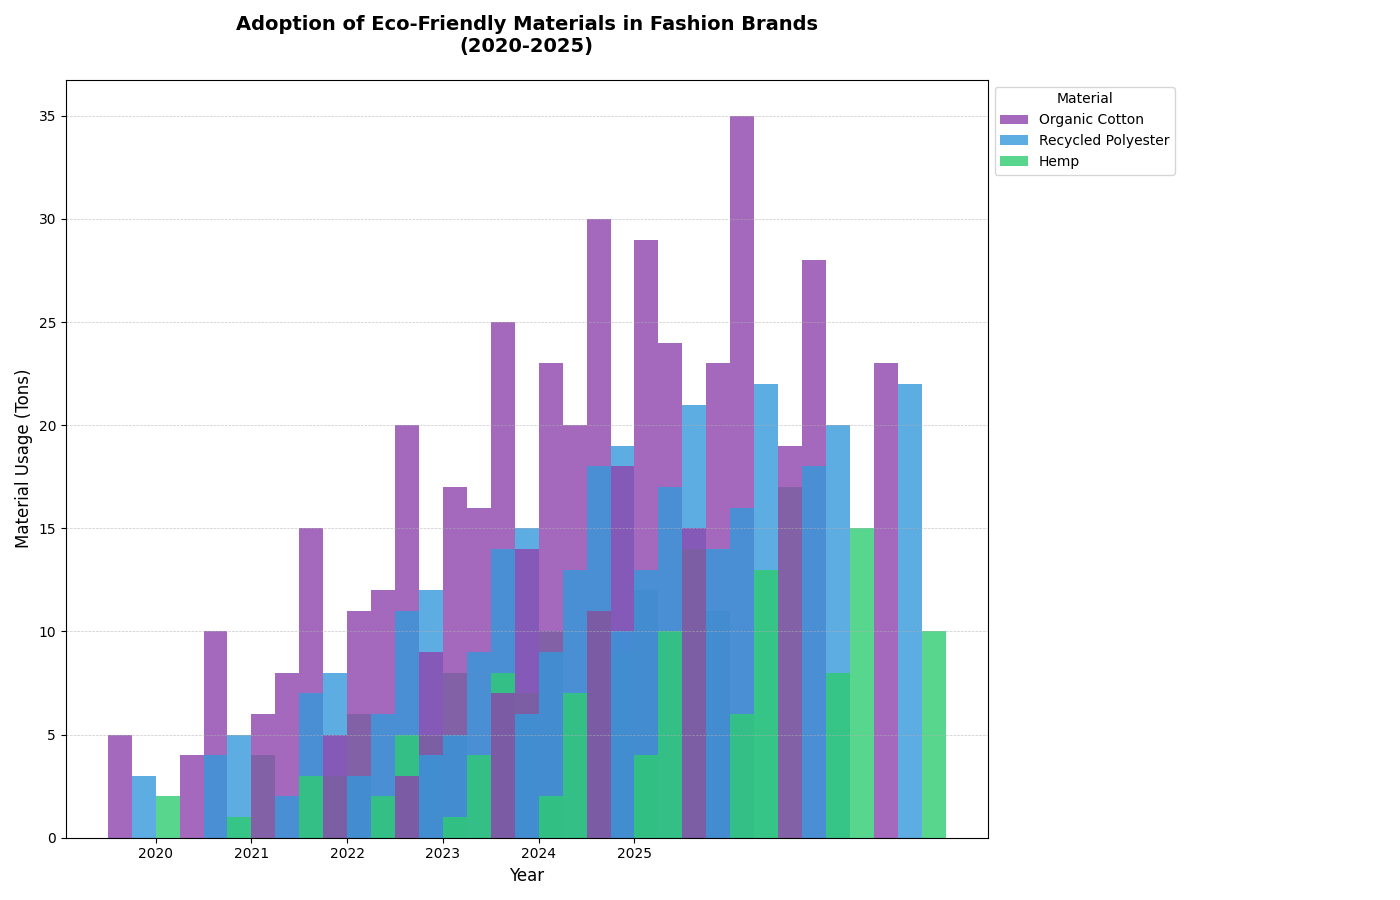 Adoption of Eco-Friendly Materials in Fashion Brands
(2020-2025)
Material
Organic Cotton
Recycled Polyester
Hemp
Material Usage (Tons)
35
30
25
20
15
10
5
0
2020 2021 2022 2023 2024 2025
Year